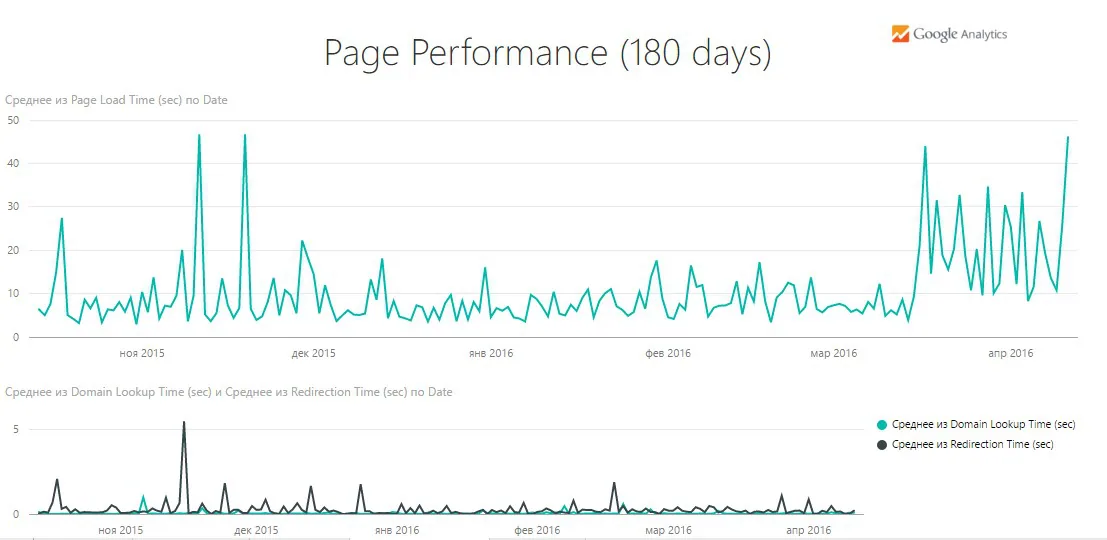 Google Analytics
Page Performance (180 days)
Среднее из Page Load Time (sec) по Date
50
40
30
20
10
0
ноя 2015 дек 2015 янв 2016 фев 2016 мар 2016 апр 2016
Среднее из Domain Lookup Time (sec) и Среднее из Redirection Time (sec) по Date
5
0
Среднее из Domain Lookup Time (sec)
Среднее из Redirection Time (sec)
ноя 2015 дек 2015 янв 2016 фев 2016 мар 2016 апр 2016